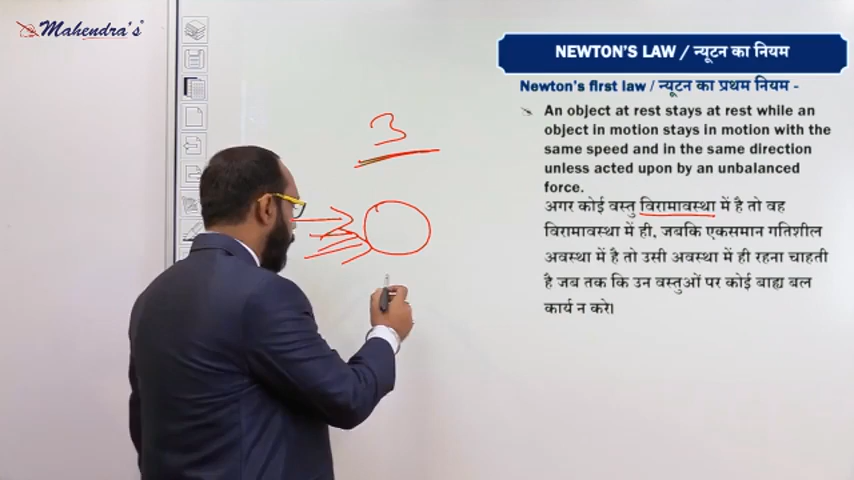 Mahendra's
NEWTON'S LAW / न्यूटन का नियम
Newton's first law / न्यूटन का प्रथम नियम -
An object at rest stays at rest while an
object in motion stays in motion with the
same speed and in the same direction
unless acted upon by an unbalanced
force.
अगर कोई वस्तु विरामावस्था में है तो वह
विरामावस्था में ही, जबकि एकसमान गतिशील
अवस्था में है तो उसी अवस्था में ही रहना चाहती
है जब तक कि उन वस्तुओं पर कोई बाह्य बल
कार्य न करे।
3